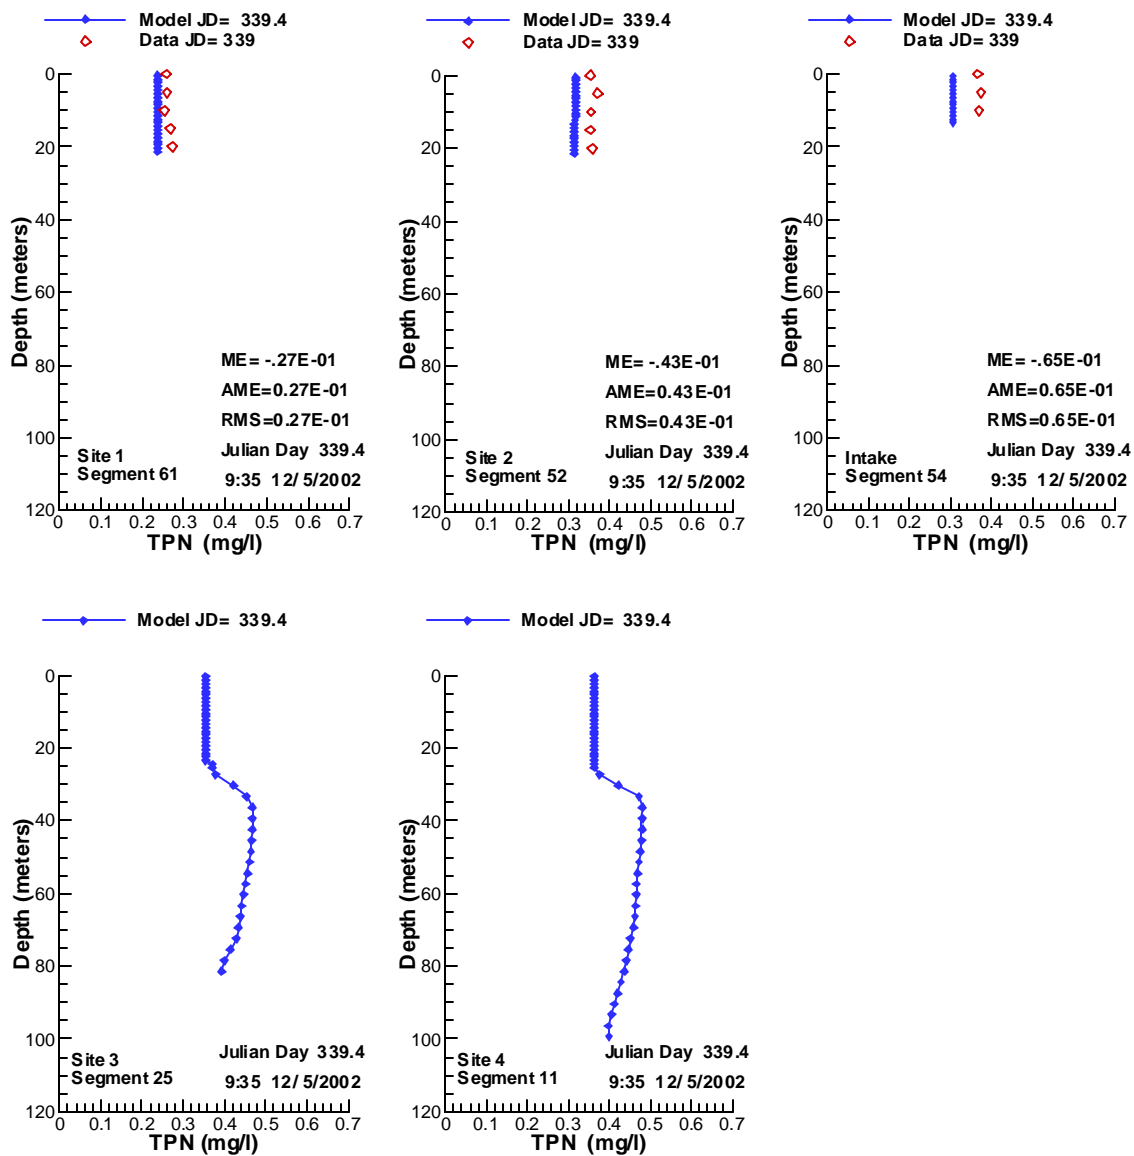 Model JD= 339.4
Data JD= 339
0
20
40
60
80
100
120
Depth (meters)
ME= -.27E-01
AME=0.27E-01
RMS=0.27E-01
Julian Day 339.4
9:35 12/ 5/2002
Site 1
Segment 61
0 0.1 0.2 0.3 0.4 0.5 0.6 0.7
TPN (mg/l)
Model JD= 339.4
Data JD= 339
0
20
40
60
80
100
120
Depth (meters)
ME= -.43E-01
AME=0.43E-01
RMS=0.43E-01
Julian Day 339.4
9:35 12/ 5/2002
Site 2
Segment 52
0 0.1 0.2 0.3 0.4 0.5 0.6 0.7
TPN (mg/l)
Model JD= 339.4
Data JD= 339
0
20
40
60
80
100
120
Depth (meters)
ME= -.65E-01
AME=0.65E-01
RMS=0.65E-01
Julian Day 339.4
9:35 12/ 5/2002
Intake
Segment 54
0 0.1 0.2 0.3 0.4 0.5 0.6 0.7
TPN (mg/l)
Model JD= 339.4
0
20
40
60
80
100
120
Depth (meters)
Julian Day 339.4
9:35 12/ 5/2002
Site 3
Segment 25
0 0.1 0.2 0.3 0.4 0.5 0.6 0.7
TPN (mg/l)
Model JD= 339.4
0
20
40
60
80
100
120
Depth (meters)
Julian Day 339.4
9:35 12/ 5/2002
Site 4
Segment 11
0 0.1 0.2 0.3 0.4 0.5 0.6 0.7
TPN (mg/l)